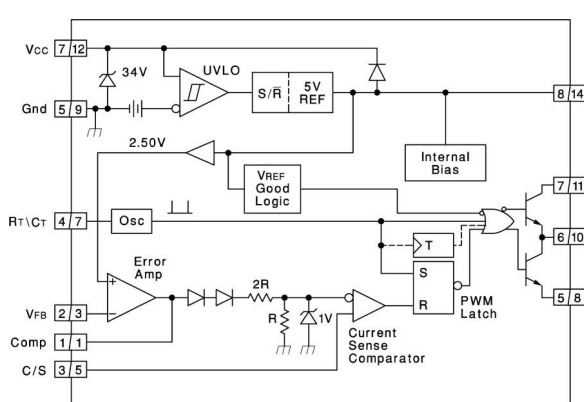 Vcc 7 12
34V
UVLO
S/R̅
5V
REF
8 14
Gnd 5 9
2.50V
Internal
Bias
VREF
Good
Logic
7 11
RT\CT 4 7
Osc
T
6 10
Error
Amp
S
R
PWM
Latch
5 8
2R
R
1V
+
−
VFB 2 3
Comp 1 1
C/S 3 5
Current
Sense
Comparator